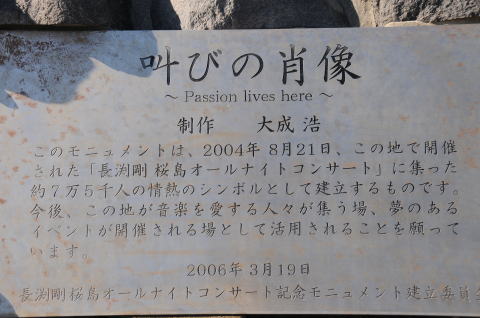 叫びの肖像
～ Passion lives here ～
制作　大成 浩
このモニュメントは、2004年 8月21日、この地で開催
された「長渕剛 桜島オールナイトコンサート」に集った
約7万5千人の情熱のシンボルとして建立するものです。
今後、この地が音楽を愛する人々が集う場、夢のある
イベントが開催される場として活用されることを願って
います。
2006年 3月19日
長渕剛 桜島オールナイトコンサート記念モニュメント建立委員会